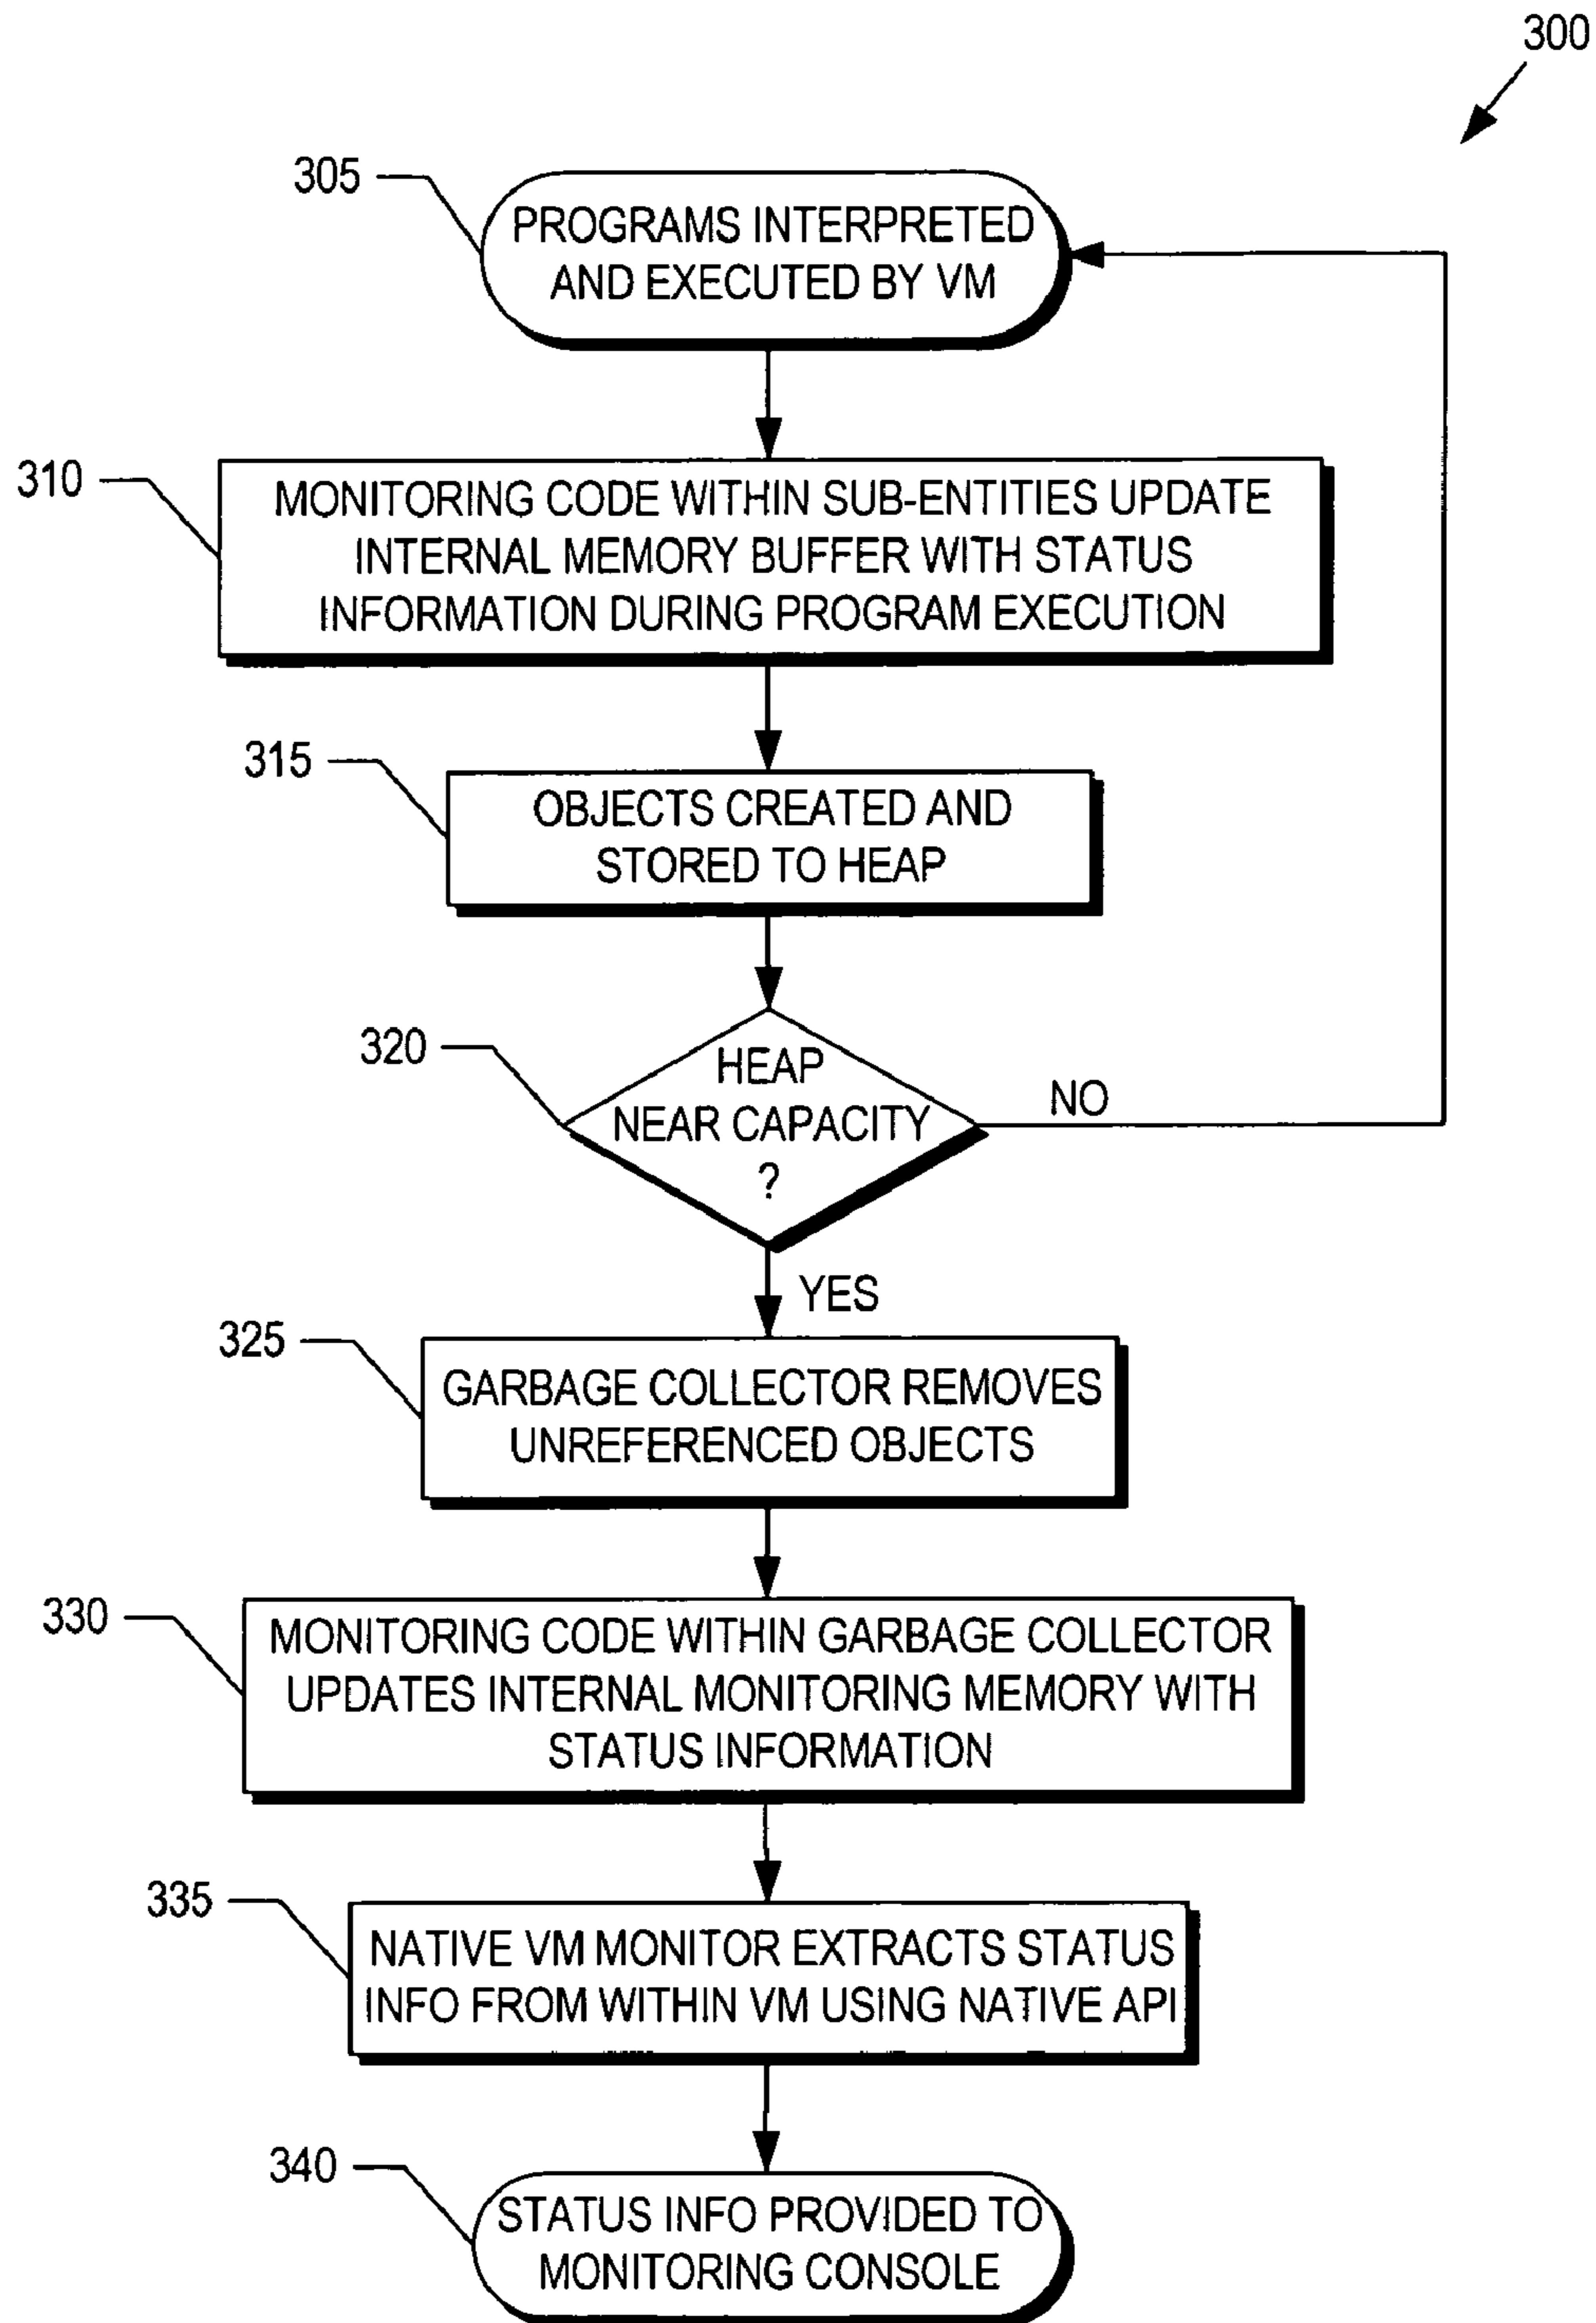 300
305
PROGRAMS INTERPRETED
AND EXECUTED BY VM
310
MONITORING CODE WITHIN SUB-ENTITIES UPDATE
INTERNAL MEMORY BUFFER WITH STATUS
INFORMATION DURING PROGRAM EXECUTION
315
OBJECTS CREATED AND
STORED TO HEAP
320
HEAP
NEAR CAPACITY
?
NO
YES
325
GARBAGE COLLECTOR REMOVES
UNREFERENCED OBJECTS
330
MONITORING CODE WITHIN GARBAGE COLLECTOR
UPDATES INTERNAL MONITORING MEMORY WITH
STATUS INFORMATION
335
NATIVE VM MONITOR EXTRACTS STATUS
INFO FROM WITHIN VM USING NATIVE API
340
STATUS INFO PROVIDED TO
MONITORING CONSOLE